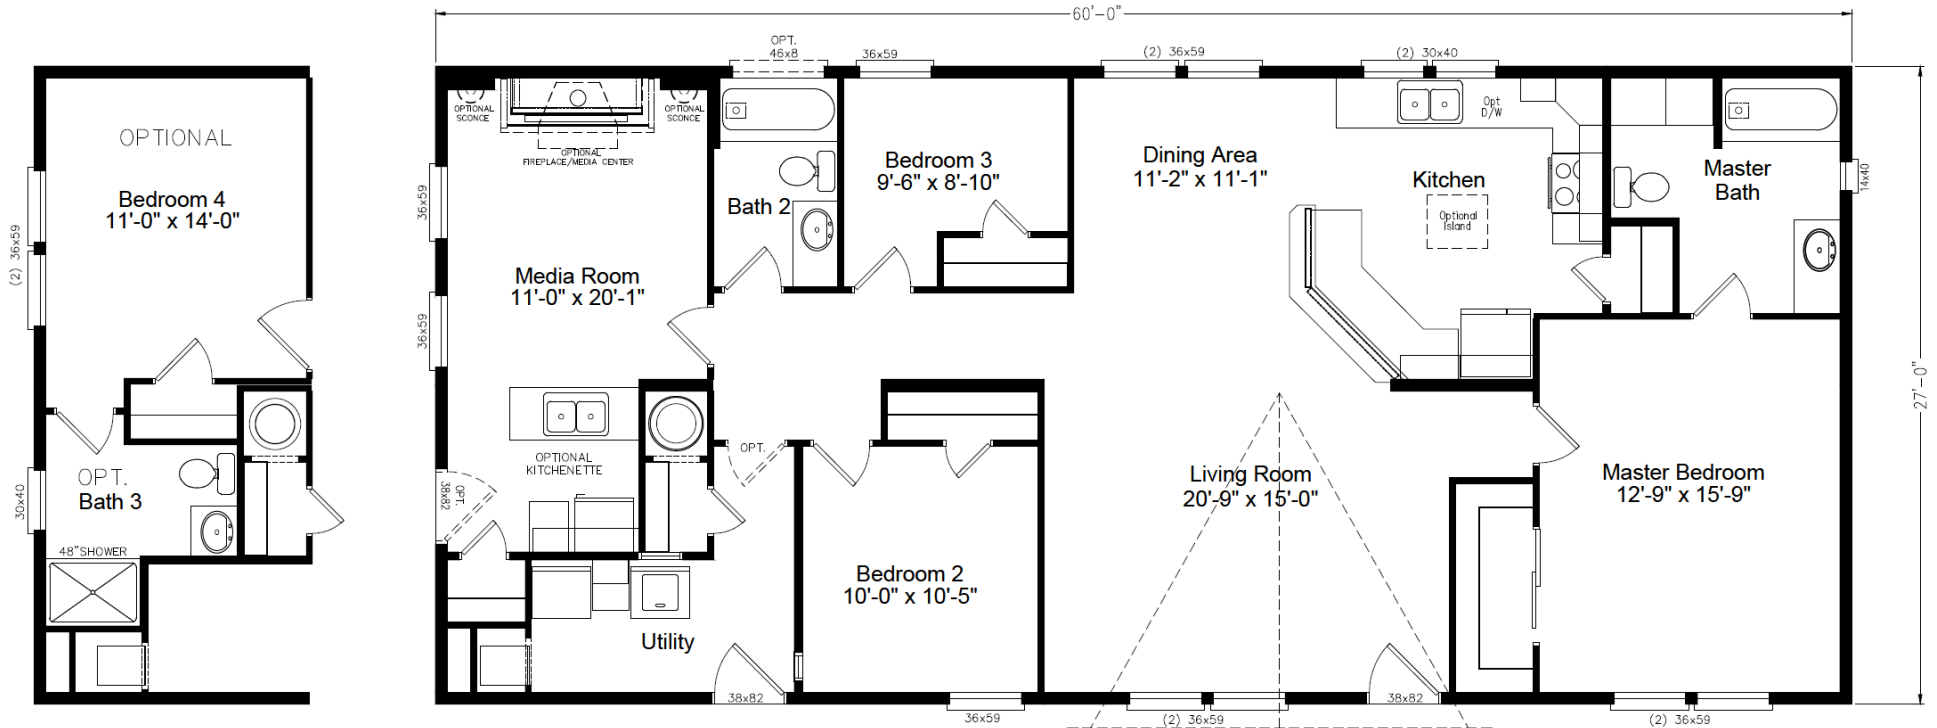 60'-0"
OPT.
46x8
36x59
(2) 36x59
(2) 30x40
OPTIONAL
Bedroom 4
11'-0" x 14'-0"
(2) 36x59
OPT.
Bath 3
30x40
48"SHOWER
OPTIONAL
SCONCE
OPTIONAL
SCONCE
OPTIONAL
FIREPLACE/MEDIA CENTER
36x59
Media Room
11'-0" x 20'-1"
36x59
OPTIONAL
KITCHENETTE
OPT.
38x82
Bath 2
Bedroom 3
9'-6" x 8'-10"
Dining Area
11'-2" x 11'-1"
Opt
D/W
Kitchen
Optional
Island
Master
Bath
14x40
27'-0"
OPT.
Living Room
20'-9" x 15'-0"
Master Bedroom
12'-9" x 15'-9"
Bedroom 2
10'-0" x 10'-5"
Utility
38x82
36x59
(2) 36x59
38x82
(2) 36x59